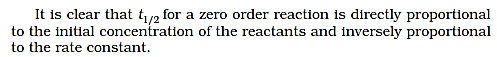 It is clear that t1/2 for a zero order reaction is directly proportional
to the initial concentration of the reactants and inversely proportional
to the rate constant.